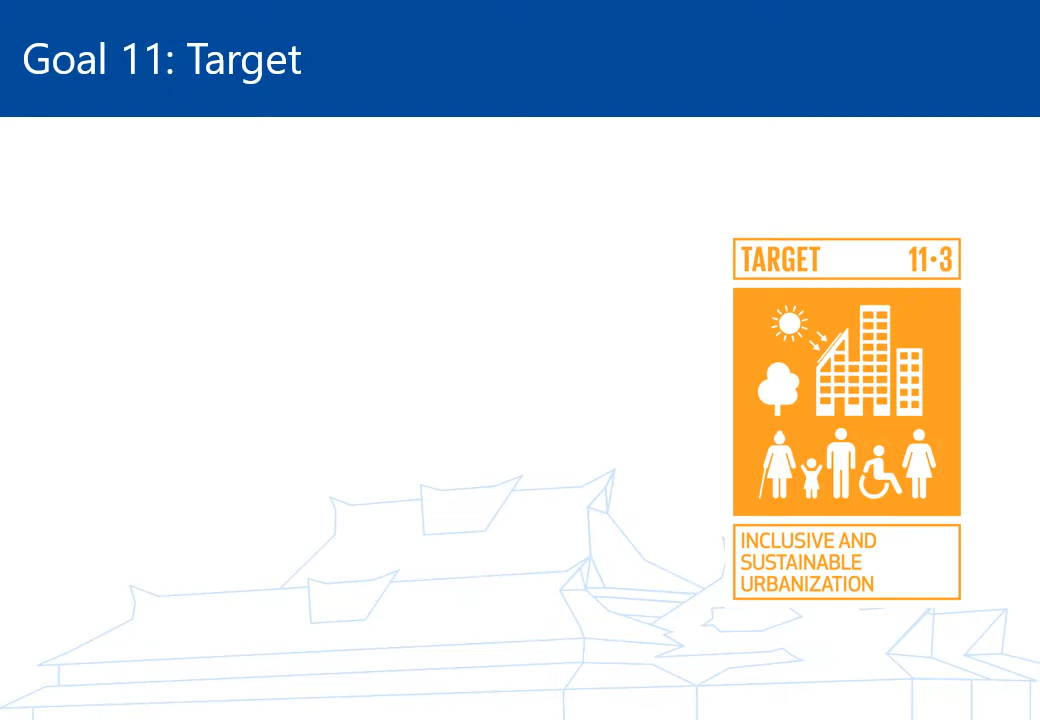 Goal 11: Target
TARGET 11·3
INCLUSIVE AND
SUSTAINABLE
URBANIZATION